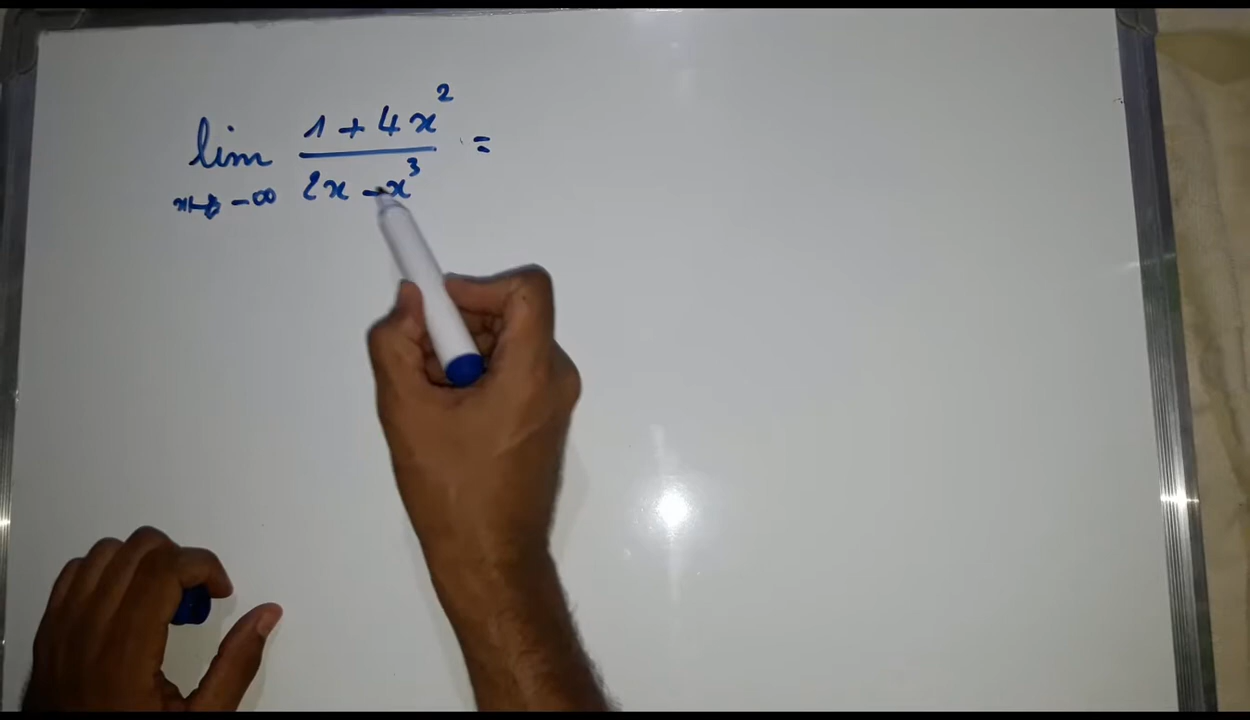 lim 1 + 4x² =
x→-∞ 2x - x³